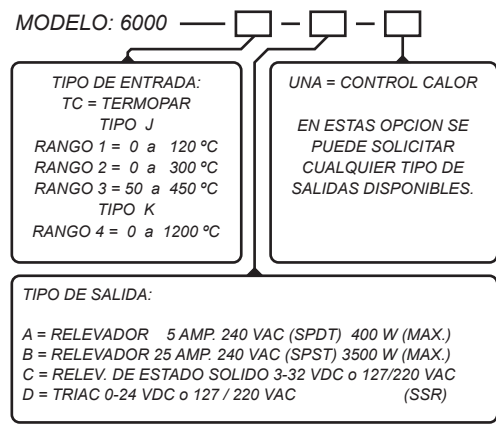 MODELO: 6000
TIPO DE ENTRADA:
TC = TERMOPAR
TIPO J
RANGO 1 = 0 a 120 ºC
RANGO 2 = 0 a 300 ºC
RANGO 3 = 50 a 450 ºC
TIPO K
RANGO 4 = 0 a 1200 ºC
UNA = CONTROL CALOR
EN ESTAS OPCION SE
PUEDE SOLICITAR
CUALQUIER TIPO DE
SALIDAS DISPONIBLES.
TIPO DE SALIDA:
A = RELEVADOR 5 AMP. 240 VAC (SPDT) 400 W (MAX.)
B = RELEVADOR 25 AMP. 240 VAC (SPST) 3500 W (MAX.)
C = RELEV. DE ESTADO SOLIDO 3-32 VDC o 127/220 VAC
D = TRIAC 0-24 VDC o 127 / 220 VAC (SSR)